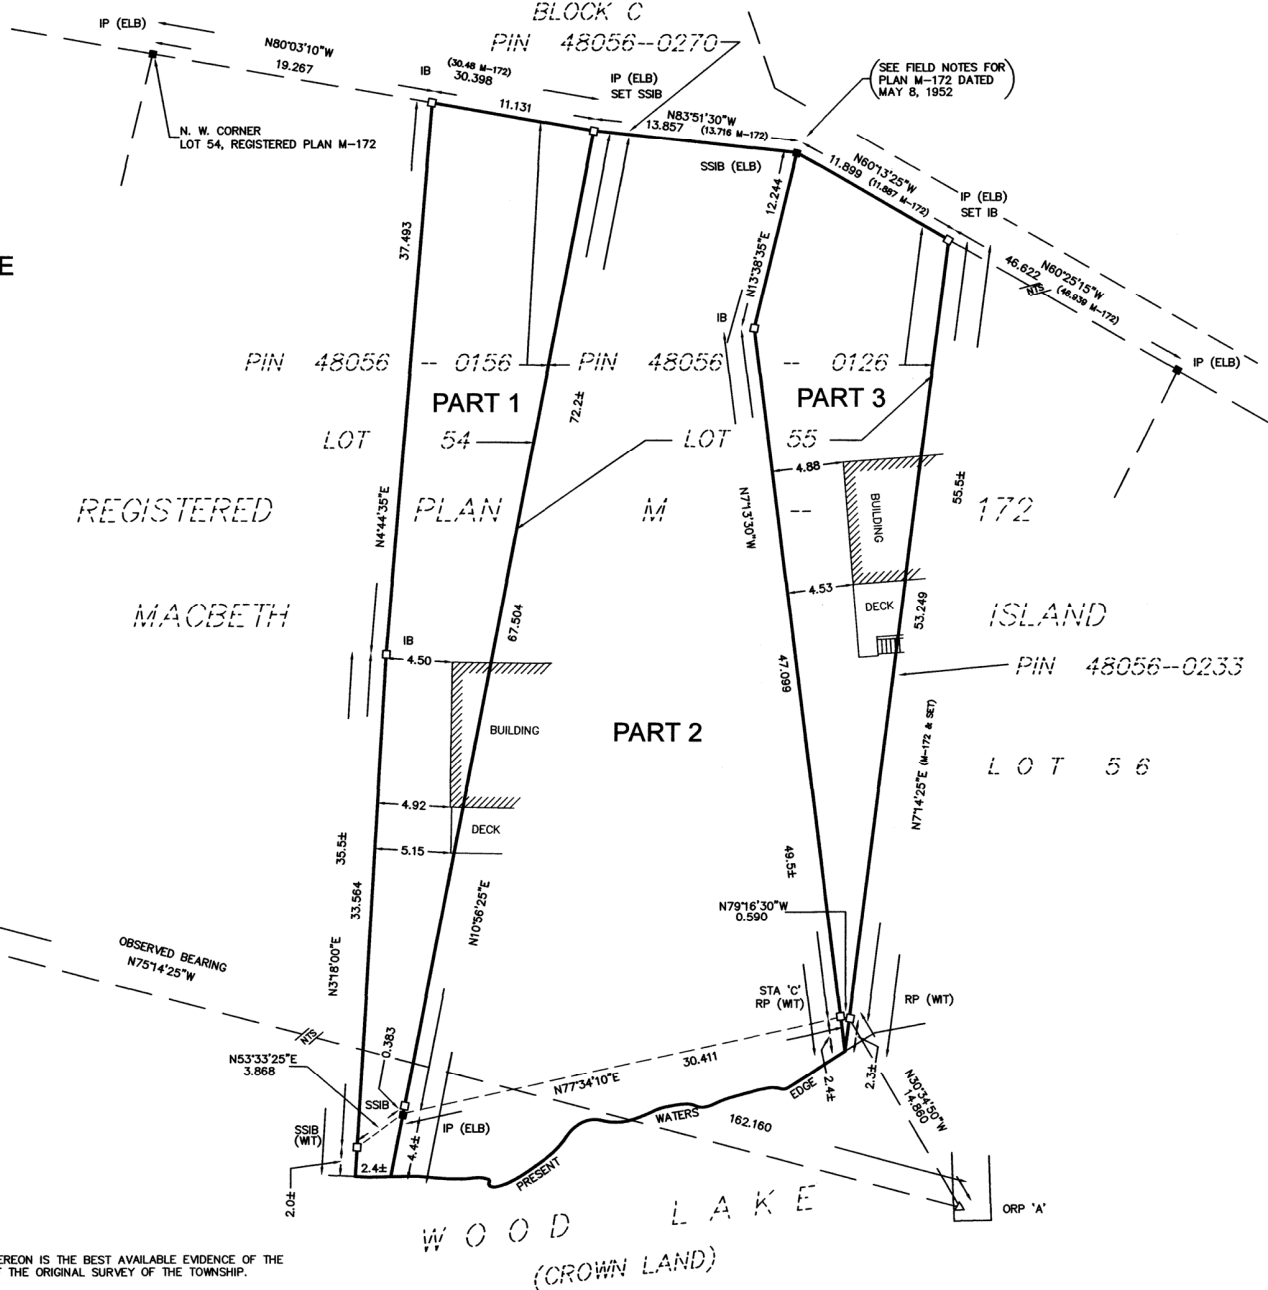 BLOCK C
PIN 48056--0270
IP (ELB)
N80°03'10"W
19.267
IB
(30.48 M-172)
30.398
11.131
IP (ELB)
SET SSIB
N83°51'30"W
13.857 (13.716 M-172)
(SEE FIELD NOTES FOR
PLAN M-172 DATED
MAY 8, 1952)
N. W. CORNER
LOT 54, REGISTERED PLAN M-172
SSIB (ELB)
N60°13'25"W
11.899 (11.887 M-172)
IP (ELB)
SET IB
E
37.493
12.244
N13°38'35"E
IB
46.622
N60°25'15"W
(46.939 M-172)
NTS
IP (ELB)
PIN 48056 -- 0156
PIN 48056 -- 0126
PART 1
72.2±
PART 3
LOT 54
LOT 55
4.88
55.5±
REGISTERED PLAN M -- 172
N4°44'35"E
N7°13'30"W
BUILDING
4.53
DECK
53.249
MACBETH
ISLAND
67.504
IB
4.50
47.099
PIN 48056--0233
BUILDING
PART 2
N7°14'25"E (M-172 & SET)
LOT 56
4.92
DECK
5.15
35.5±
33.564
49.5±
N79°16'30"W
0.590
N10°56'25"E
OBSERVED BEARING
N75°14'25"W
N3°18'00"E
STA 'C'
RP (WIT)
RP (WIT)
NTS
0.383
N53°33'25"E
3.868
30.411
N77°34'10"E
2.4±
2.3±
N30°34'50"W
14.860
SSIB
EDGE
WATERS
162.160
SSIB
(WIT)
IP (ELB)
4.4±
2.4±
PRESENT
2.0±
WOOD LAKE
ORP 'A'
(CROWN LAND)
EREON IS THE BEST AVAILABLE EVIDENCE OF THE
T THE ORIGINAL SURVEY OF THE TOWNSHIP.